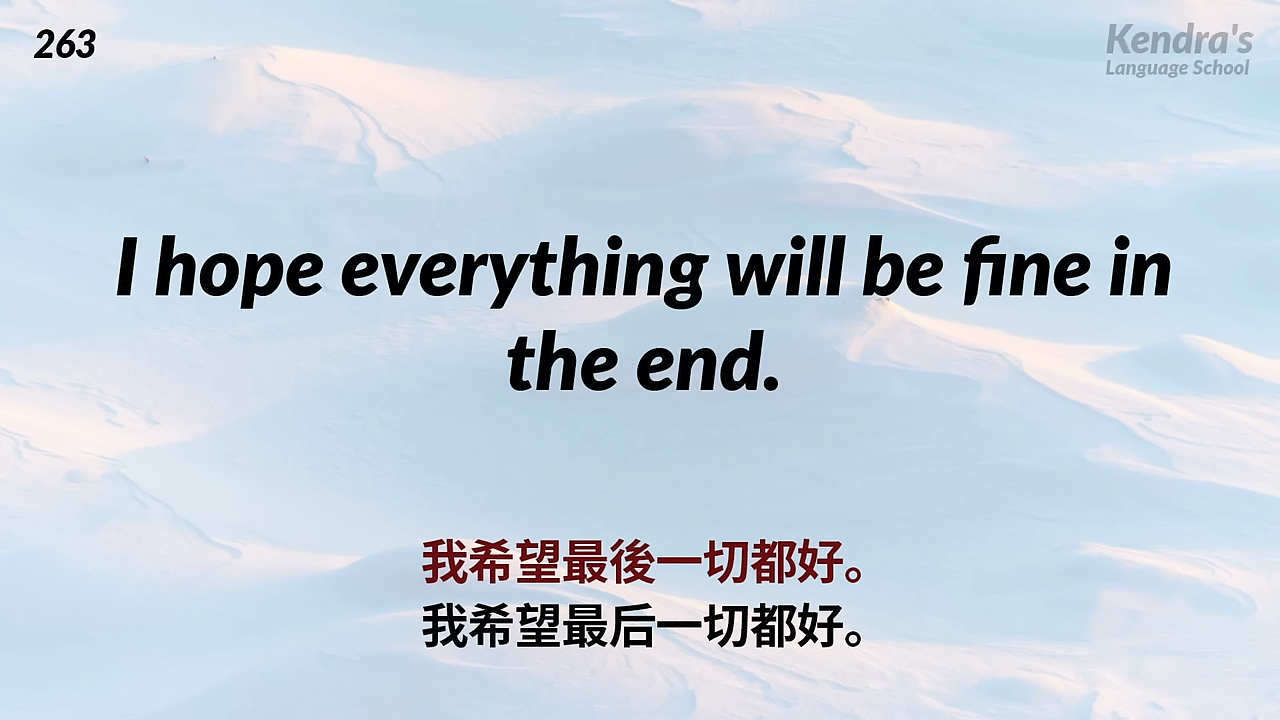 263
Kendra's
Language School
I hope everything will be fine in
the end.
我希望最後一切都好。
我希望最后一切都好。